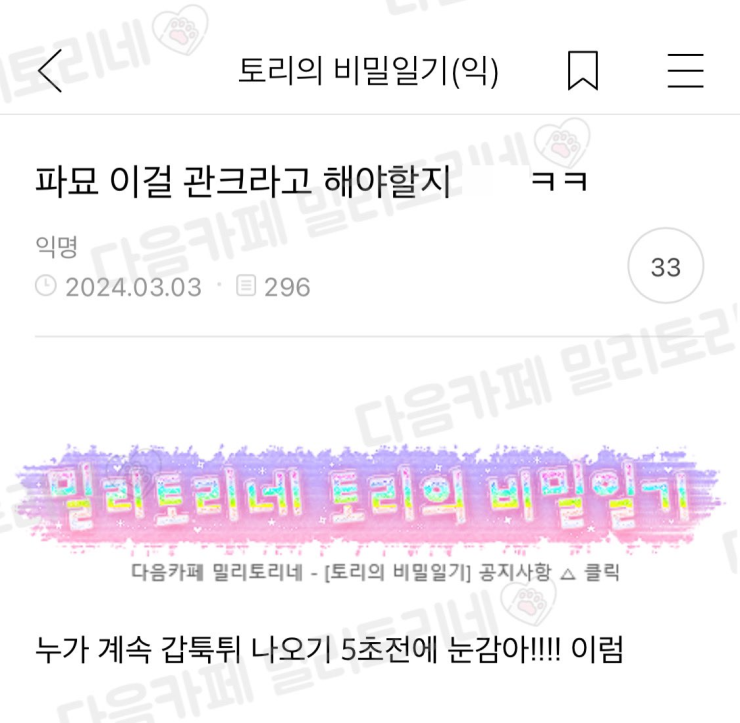 토리의 비밀일기(익)
파묘 이걸 관크라고 해야할지 ㅋㅋ
익명
2024.03.03 · 296
33
밀리토리네 토리의 비밀일기
다음카페 밀리토리네 - [토리의 비밀일기] 공지사항 △ 클릭
누가 계속 갑툭튀 나오기 5초전에 눈감아!!!! 이럼
다음카페 밀리토리네